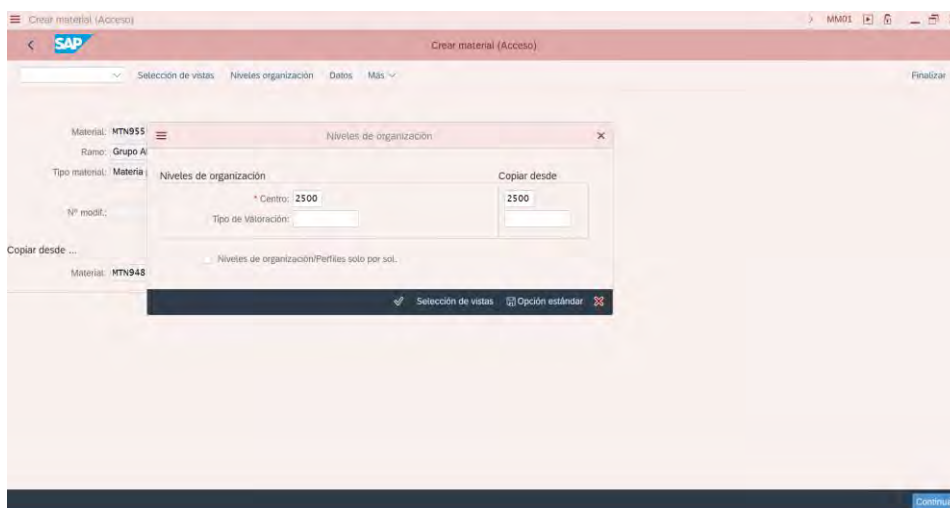 Crear material (Acceso)
MM01
SAP
Crear material (Acceso)
Selección de vistas Niveles organización Datos Más
Finalizar
Material: MTN955
Niveles de organización
Ramo: Grupo
Tipo material: Materia
Niveles de organización Copiar desde
* Centro: 2500 2500
Tipo de Valoración:
Nº modif.:
Copiar desde ...
Niveles de organización/Perfiles solo por sol.
Material: MTN948
Selección de vistas Opción estándar